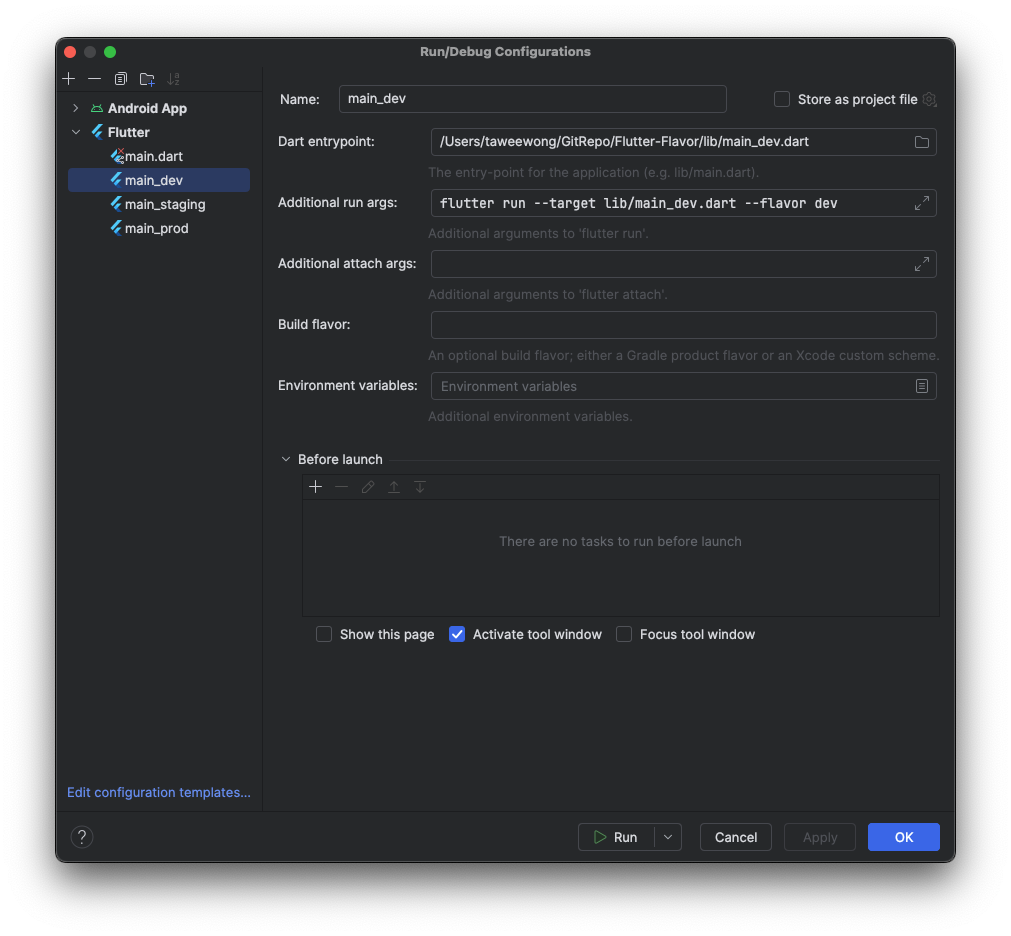 Run/Debug Configurations
Name:
main_dev
Store as project file
Android App
Flutter
main.dart
main_dev
main_staging
main_prod
Dart entrypoint:
/Users/taweewong/GitRepo/Flutter-Flavor/lib/main_dev.dart
The entry-point for the application (e.g. lib/main.dart).
Additional run args:
flutter run --target lib/main_dev.dart --flavor dev
Additional arguments to 'flutter run'.
Additional attach args:
Additional arguments to 'flutter attach'.
Build flavor:
An optional build flavor; either a Gradle product flavor or an Xcode custom scheme.
Environment variables:
Environment variables
Additional environment variables.
Before launch
There are no tasks to run before launch
Show this page
Activate tool window
Focus tool window
Edit configuration templates...
?
Run
Cancel
Apply
OK